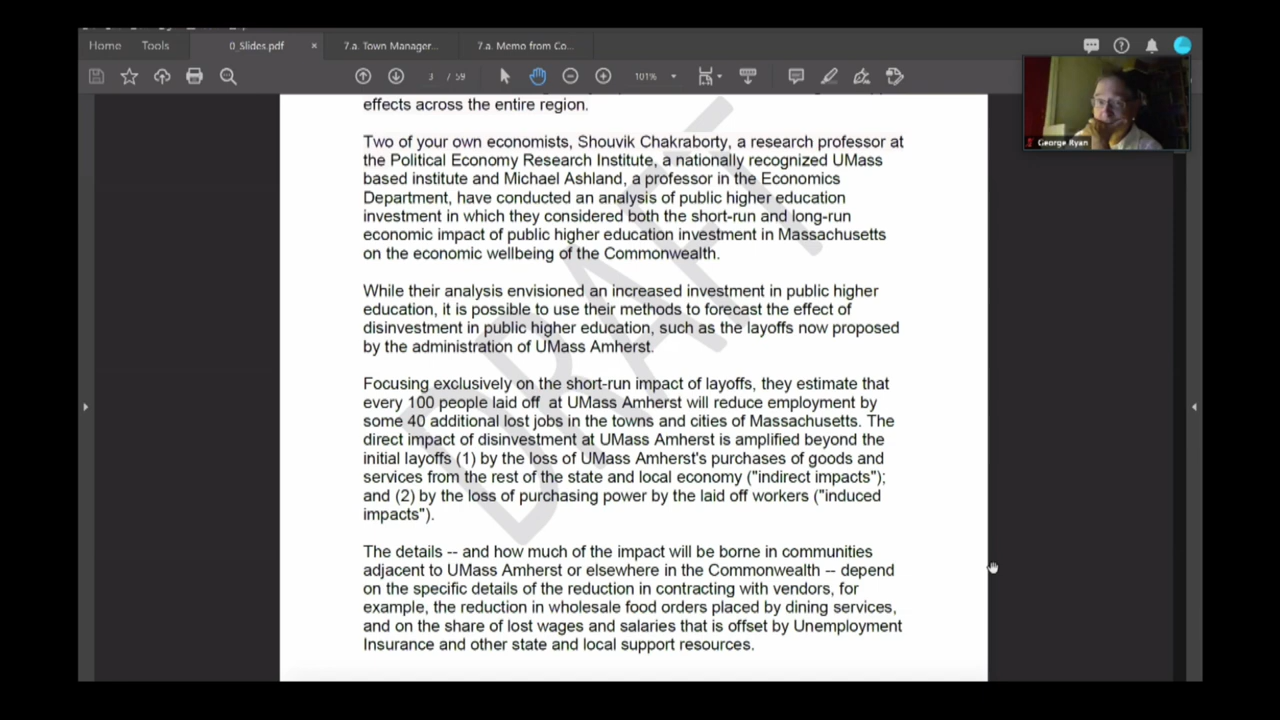 Home Tools 0_Slides.pdf × 7.a. Town Manager... 7.a. Memo from Co...
3 / 59 101%
George Ryan
effects across the entire region.
Two of your own economists, Shouvik Chakraborty, a research professor at
the Political Economy Research Institute, a nationally recognized UMass
based institute and Michael Ashland, a professor in the Economics
Department, have conducted an analysis of public higher education
investment in which they considered both the short-run and long-run
economic impact of public higher education investment in Massachusetts
on the economic wellbeing of the Commonwealth.
While their analysis envisioned an increased investment in public higher
education, it is possible to use their methods to forecast the effect of
disinvestment in public higher education, such as the layoffs now proposed
by the administration of UMass Amherst.
Focusing exclusively on the short-run impact of layoffs, they estimate that
every 100 people laid off at UMass Amherst will reduce employment by
some 40 additional lost jobs in the towns and cities of Massachusetts. The
direct impact of disinvestment at UMass Amherst is amplified beyond the
initial layoffs (1) by the loss of UMass Amherst's purchases of goods and
services from the rest of the state and local economy ("indirect impacts");
and (2) by the loss of purchasing power by the laid off workers ("induced
impacts").
The details -- and how much of the impact will be borne in communities
adjacent to UMass Amherst or elsewhere in the Commonwealth -- depend
on the specific details of the reduction in contracting with vendors, for
example, the reduction in wholesale food orders placed by dining services,
and on the share of lost wages and salaries that is offset by Unemployment
Insurance and other state and local support resources.
DRAFT